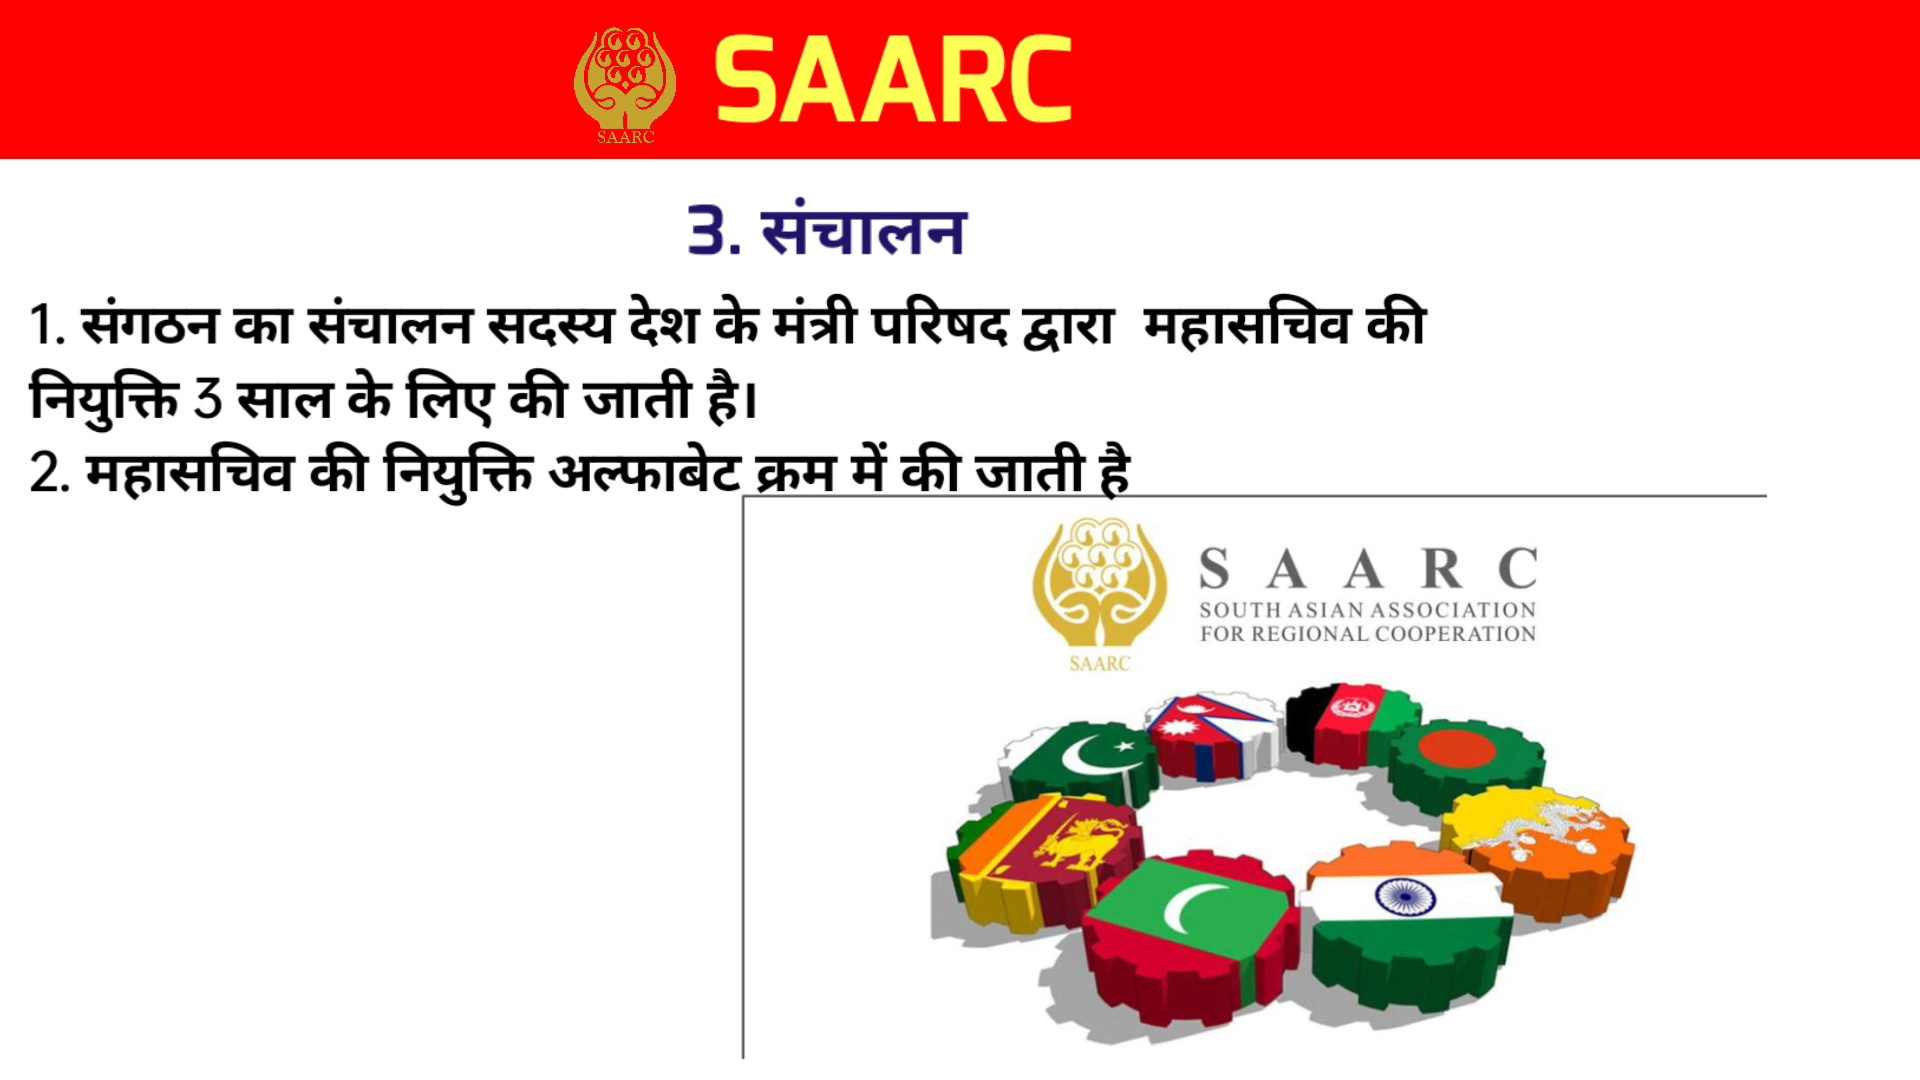 SAARC
SAARC
3. संचालन
1. संगठन का संचालन सदस्य देश के मंत्री परिषद द्वारा महासचिव की
नियुक्ति 3 साल के लिए की जाती है।
2. महासचिव की नियुक्ति अल्फाबेट क्रम में की जाती है
S A A R C
SOUTH ASIAN ASSOCIATION
FOR REGIONAL COOPERATION
SAARC